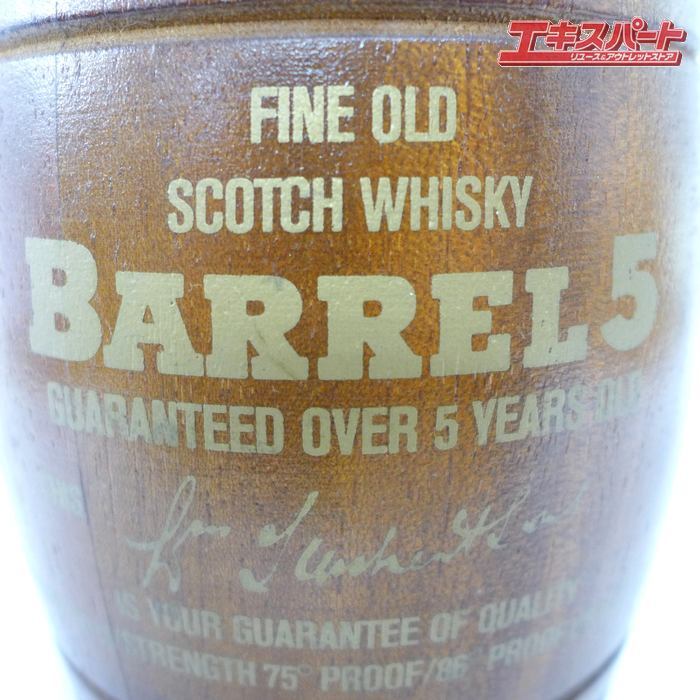 エキスパート
リユース&アウトレットストア
FINE OLD
SCOTCH WHISKY
BARREL 5
GUARANTEED OVER 5 YEARS OLD
IS YOUR GUARANTEE OF QUALITY
STRENGTH 75° PROOF/86° PROOF